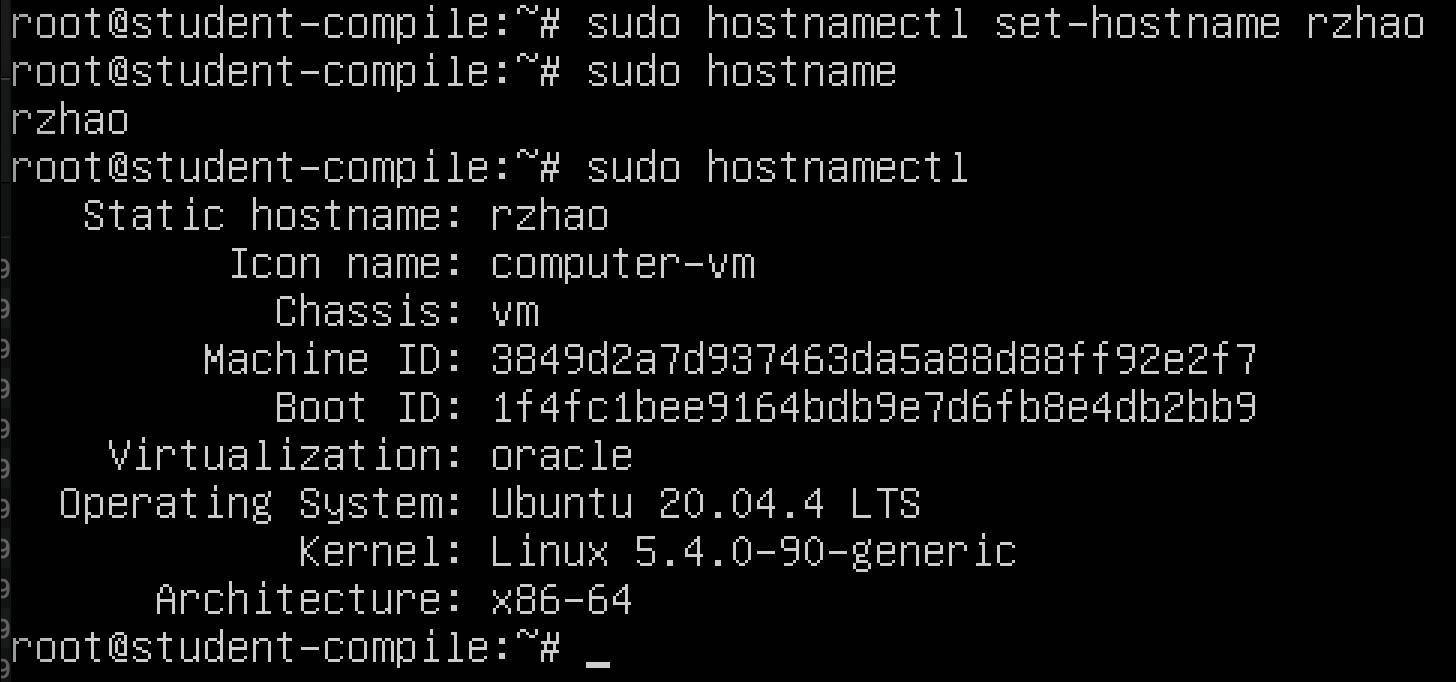 root@student-compile:~# sudo hostnamectl set-hostname rzhao
root@student-compile:~# sudo hostname
rzhao
root@student-compile:~# sudo hostnamectl
Static hostname: rzhao
Icon name: computer-vm
Chassis: vm
Machine ID: 3849d2a7d937463da5a88d88ff92e2f7
Boot ID: 1f4fc1bee9164bdb9e7d6fb8e4db2bb9
Virtualization: oracle
Operating System: Ubuntu 20.04.4 LTS
Kernel: Linux 5.4.0-90-generic
Architecture: x86-64
root@student-compile:~# _